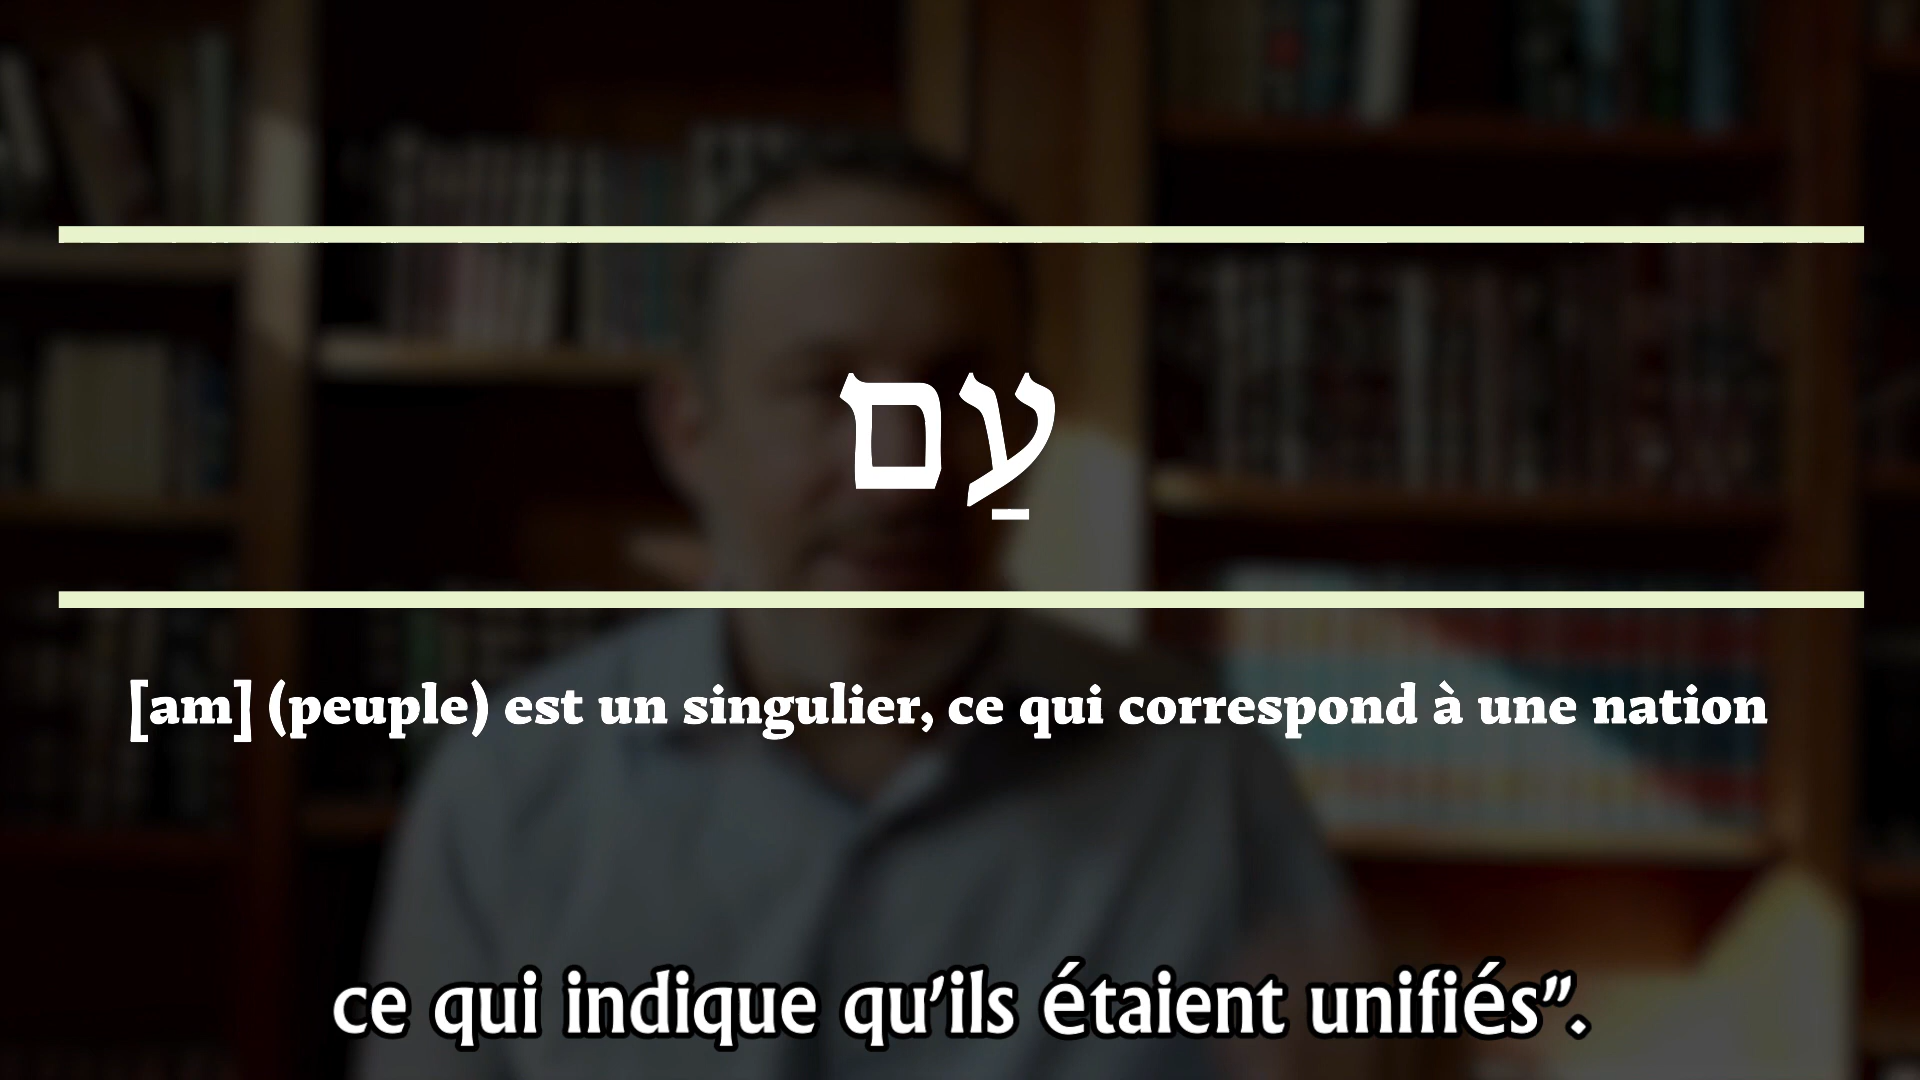 עַם
[am] (peuple) est un singulier, ce qui correspond à une nation
ce qui indique qu'ils étaient unifiés”.